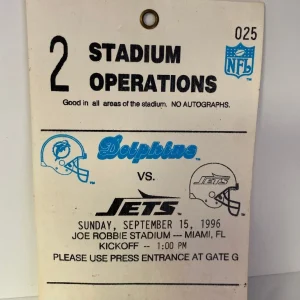 025
2 STADIUM
OPERATIONS
NFL
Good in all areas of the stadium. NO AUTOGRAPHS.
Dolphins
VS.
JETS
JETS
SUNDAY, SEPTEMBER 15, 1996
JOE ROBBIE STADIUM — MIAMI, FL
KICKOFF -- 1:00 PM
PLEASE USE PRESS ENTRANCE AT GATE G